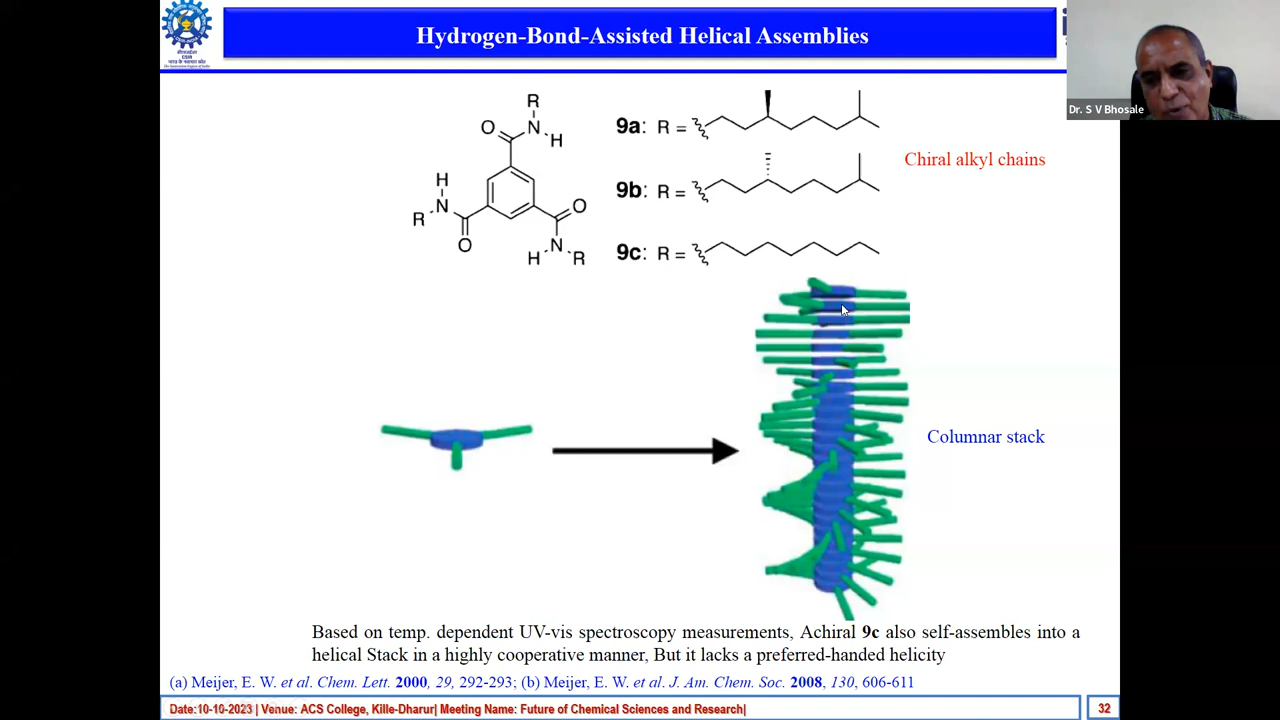 Hydrogen-Bond-Assisted Helical Assemblies
Dr. S V Bhosale
R
O
N
H
9a: R =
Chiral alkyl chains
H
N
R
O
O
9b: R =
N
H
R
9c: R =
Columnar stack
Based on temp. dependent UV-vis spectroscopy measurements, Achiral 9c also self-assembles into a
helical Stack in a highly cooperative manner, But it lacks a preferred-handed helicity
(a) Meijer, E. W. et al. Chem. Lett. 2000, 29, 292-293; (b) Meijer, E. W. et al. J. Am. Chem. Soc. 2008, 130, 606-611
Date:10-10-2023| Venue: ACS College, Kille-Dharur| Meeting Name: Future of Chemical Sciences and Research|
32